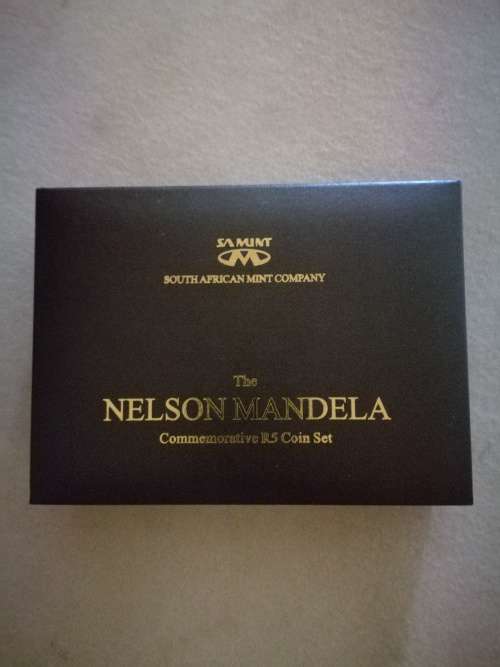 SA MINT
SOUTH AFRICAN MINT COMPANY
The
NELSON MANDELA
Commemorative R5 Coin Set